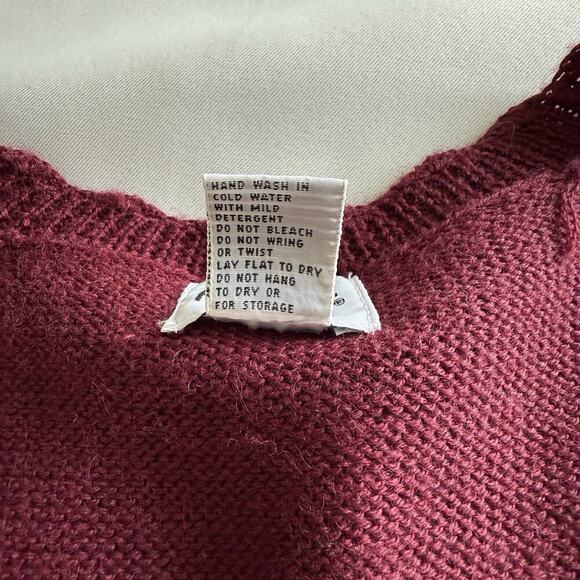 HAND WASH IN
COLD WATER
WITH MILD
DETERGENT
DO NOT BLEACH
DO NOT WRING
OR TWIST
LAY FLAT TO DRY
DO NOT HANG
TO DRY OR
FOR STORAGE
®